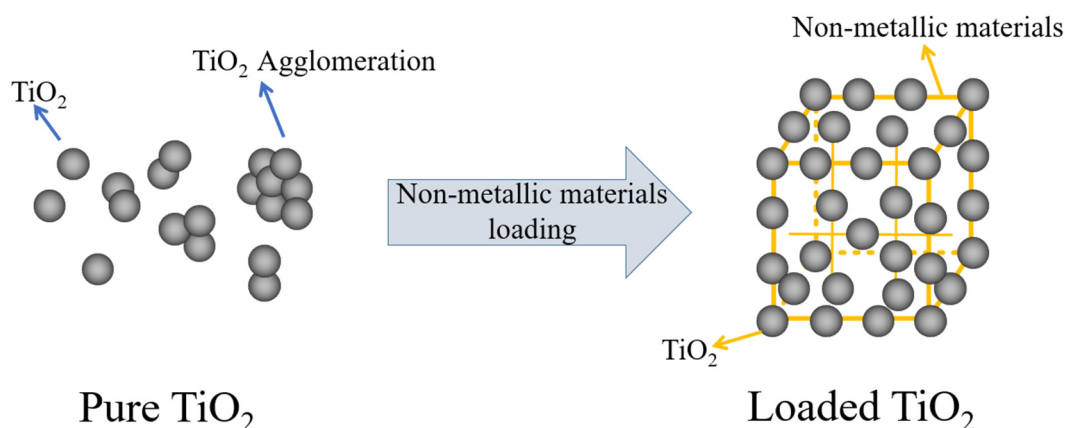 TiO₂
TiO₂ Agglomeration
Non-metallic materials
loading
Non-metallic materials
TiO₂
Pure TiO₂
Loaded TiO₂